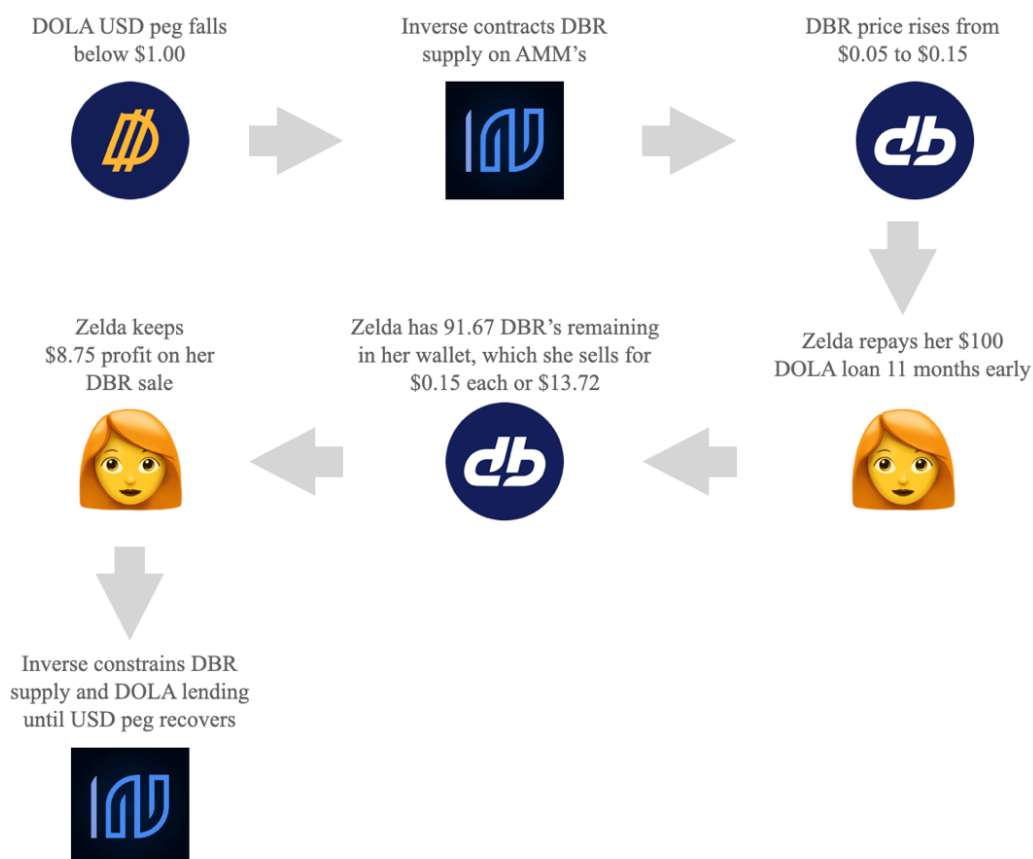 DOLA USD peg falls
below $1.00
Inverse contracts DBR
supply on AMM’s
DBR price rises from
$0.05 to $0.15
Zelda repays her $100
DOLA loan 11 months early
Zelda has 91.67 DBR’s remaining
in her wallet, which she sells for
$0.15 each or $13.72
Zelda keeps
$8.75 profit on her
DBR sale
Inverse constrains DBR
supply and DOLA lending
until USD peg recovers